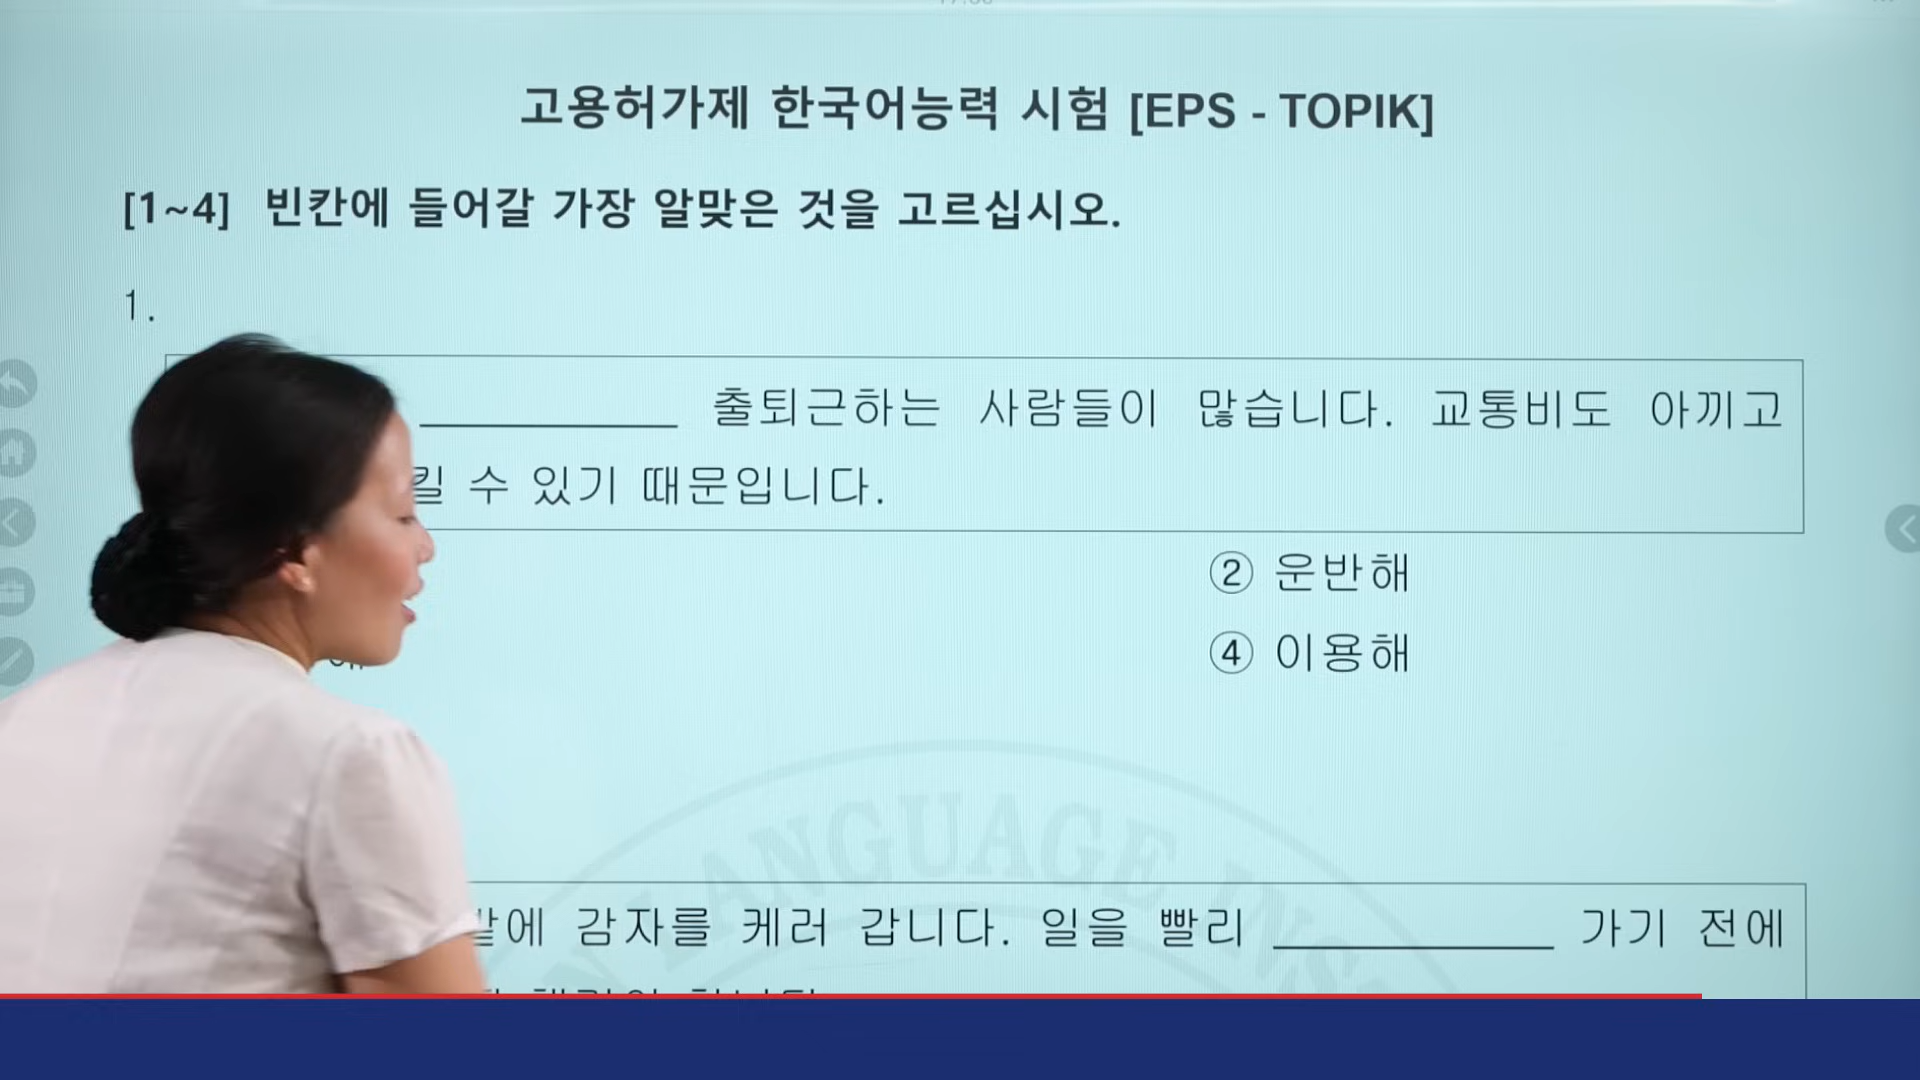 고용허가제 한국어능력 시험 [EPS - TOPIK]
[1~4] 빈칸에 들어갈 가장 알맞은 것을 고르십시오.
1.
출퇴근하는 사람들이 많습니다. 교통비도 아끼고
킬 수 있기 때문입니다.
② 운반해
④ 이용해
LANGUAGE
에 감자를 케러 갑니다. 일을 빨리 가기 전에